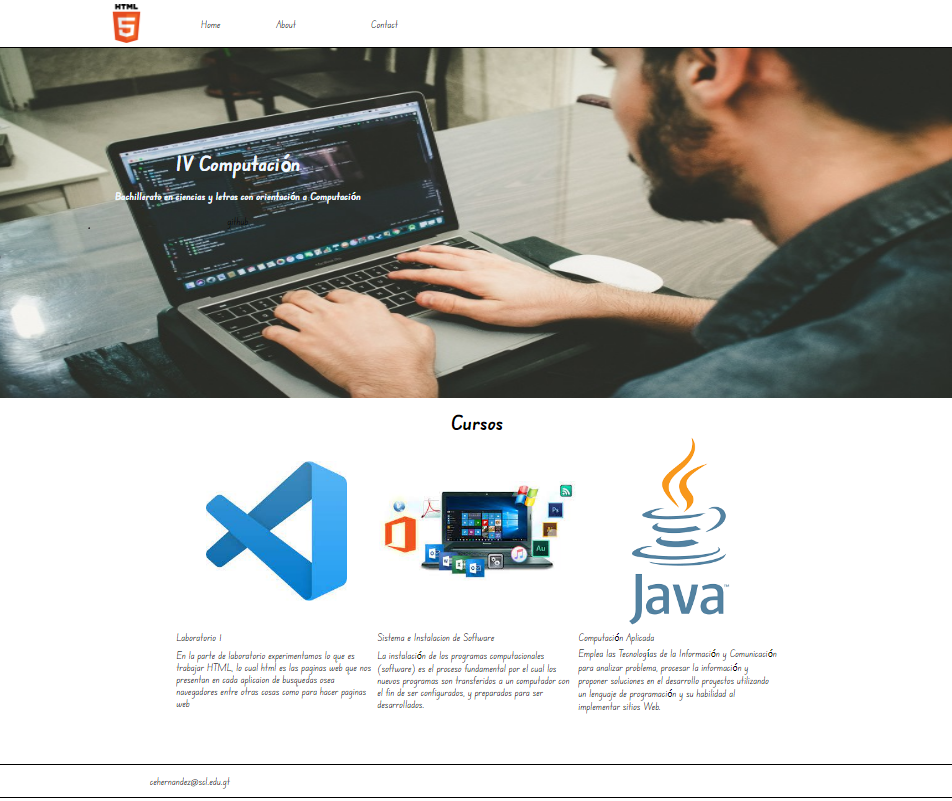 HTML
Home About Contact
IV Computación
Bachillerato en ciencias y letras con orientación a Computación
github
Cursos
Java
TM
Ps
Au
Laboratorio 1
En la parte de laboratorio experimentamos lo que es
trabajar HTML, lo cual html es las paginas web que nos
presentan en cada aplicaion de busquedas osea
navegadores entre otras cosas como para hacer paginas
web
Sistema e Instalacion de Software
La instalación de los programas computacionales
(software) es el proceso fundamental por el cual los
nuevos programas son transferidos a un computador con
el fin de ser configurados, y preparados para ser
desarrollados.
Computación Aplicada
Emplea las Tecnologías de la Información y Comunicación
para analizar problema, procesar la información y
proponer soluciones en el desarrollo proyectos utilizando
un lenguaje de programación y su habilidad al
implementar sitios Web.
cehernandez@scl.edu.gt